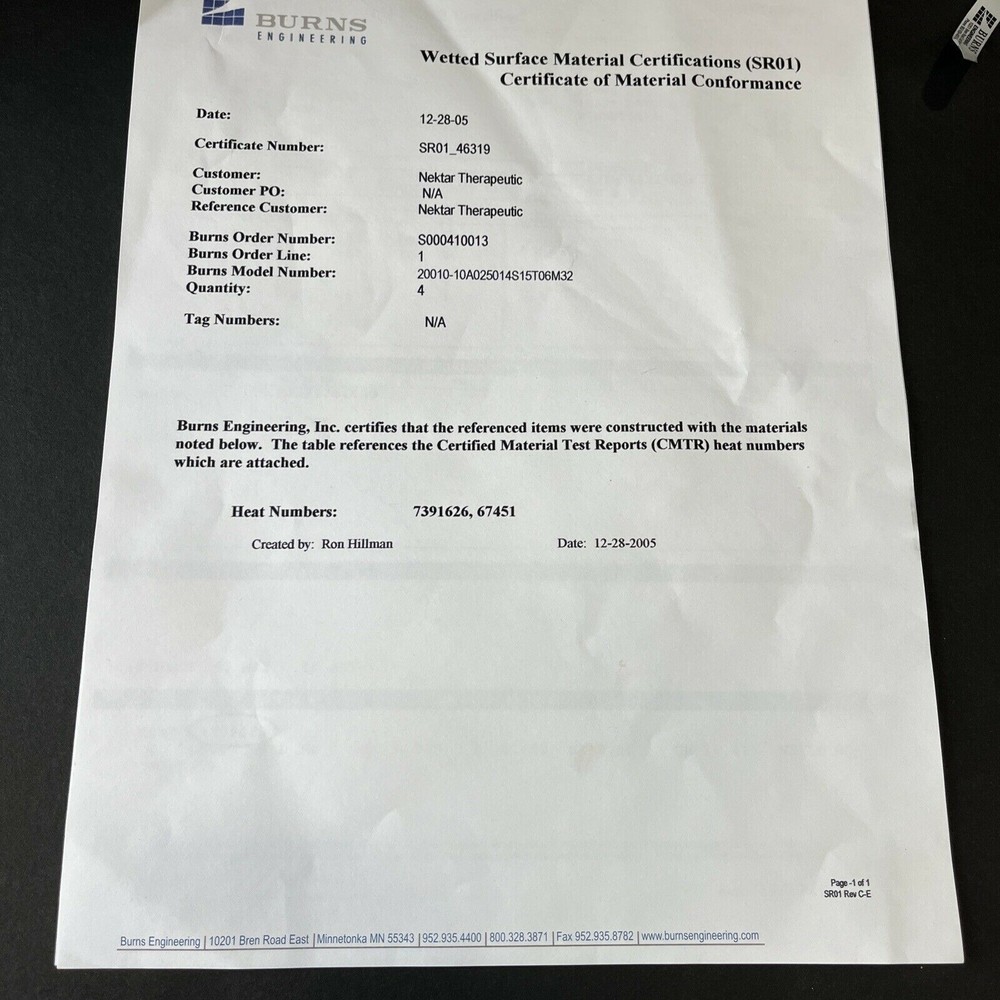 BURNS
ENGINEERING
Wetted Surface Material Certifications (SR01)
Certificate of Material Conformance
Date: 12-28-05
Certificate Number: SR01_46319
Customer: Nektar Therapeutic
Customer PO: N/A
Reference Customer: Nektar Therapeutic
Burns Order Number: S000410013
Burns Order Line: 1
Burns Model Number: 20010-10A025014S15T06M32
Quantity: 4
Tag Numbers: N/A
Burns Engineering, Inc. certifies that the referenced items were constructed with the materials
noted below. The table references the Certified Material Test Reports (CMTR) heat numbers
which are attached.
Heat Numbers: 7391626, 67451
Created by: Ron Hillman Date: 12-28-2005
Page -1 of 1
SR01 Rev C-E
Burns Engineering | 10201 Bren Road East | Minnetonka MN 55343 | 952.935.4400 | 800.328.3871 | Fax 952.935.8782 | www.burnsengineering.com
BURNS